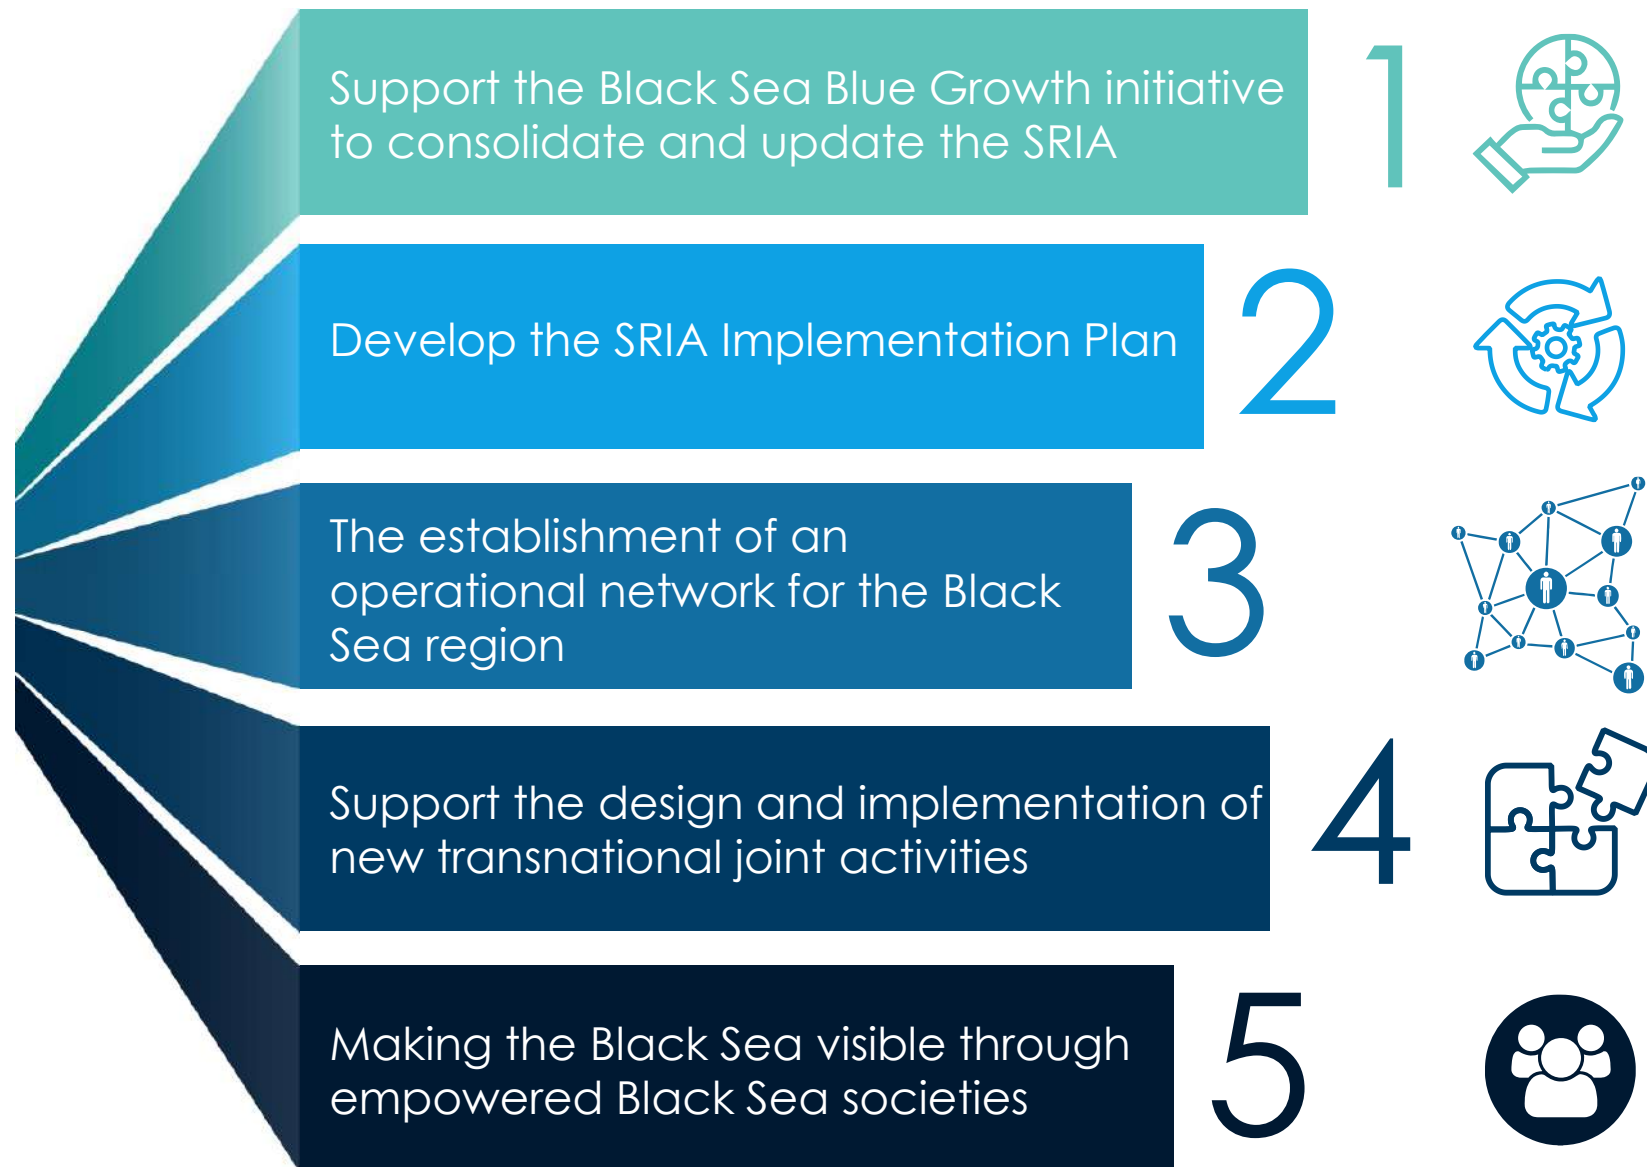 Support the Black Sea Blue Growth initiative
to consolidate and update the SRIA
1
Develop the SRIA Implementation Plan
2
The establishment of an
operational network for the Black
Sea region
3
Support the design and implementation of
new transnational joint activities
4
Making the Black Sea visible through
empowered Black Sea societies
5